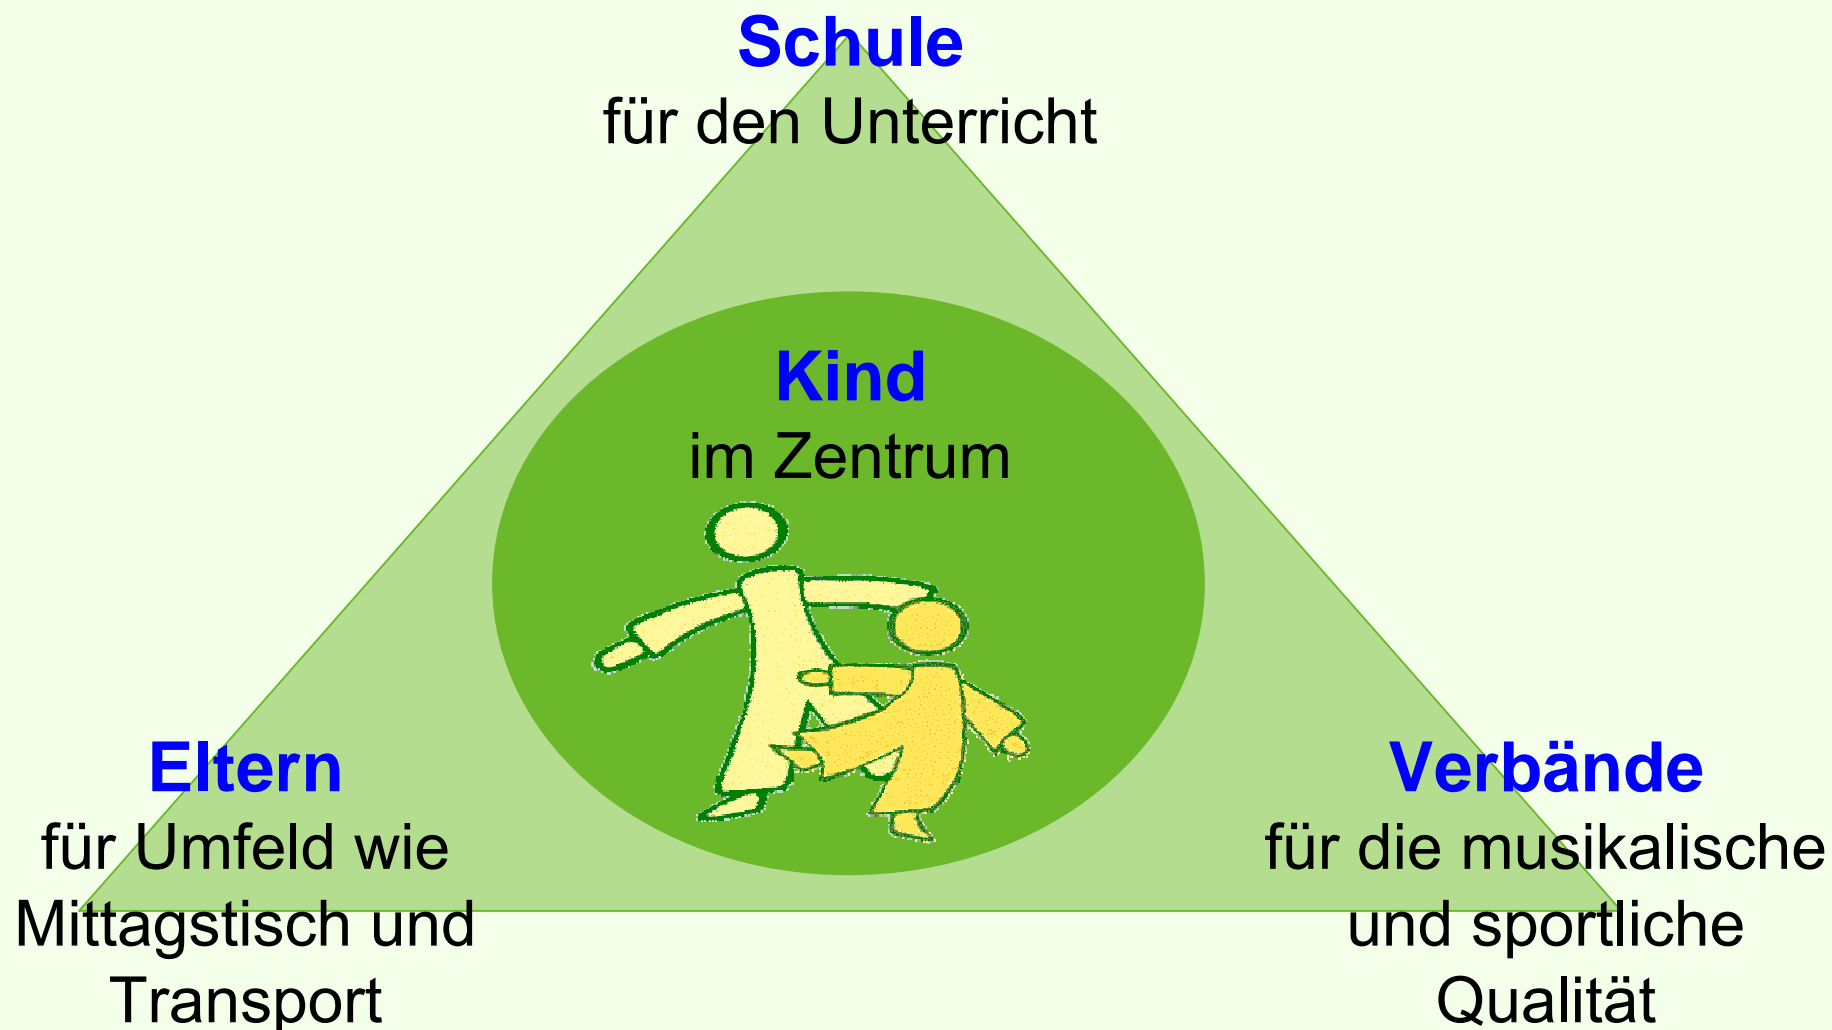 Schule
für den Unterricht
Kind
im Zentrum
Eltern
für Umfeld wie
Mittagstisch und
Transport
Verbände
für die musikalische
und sportliche
Qualität